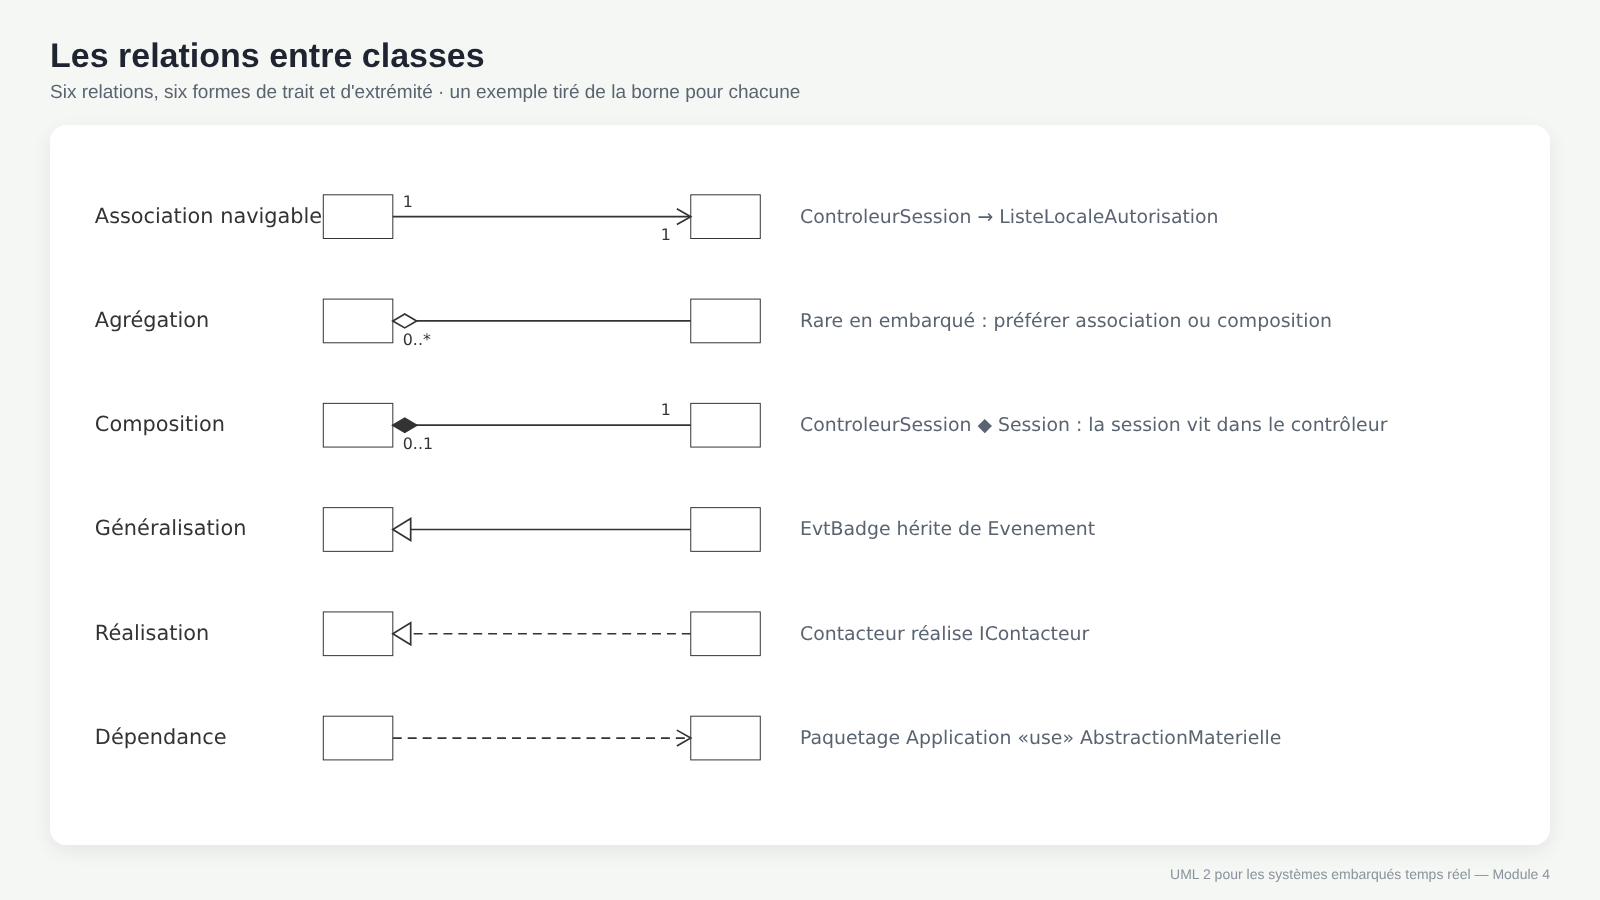 Les relations entre classes
Six relations, six formes de trait et d'extrémité · un exemple tiré de la borne pour chacune
Association navigable
1
1
ControleurSession → ListeLocaleAutorisation
Agrégation
0..*
Rare en embarqué : préférer association ou composition
Composition
1
0..1
ControleurSession ◆ Session : la session vit dans le contrôleur
Généralisation
EvtBadge hérite de Evenement
Réalisation
Contacteur réalise IContacteur
Dépendance
Paquetage Application «use» AbstractionMaterielle
UML 2 pour les systèmes embarqués temps réel — Module 4